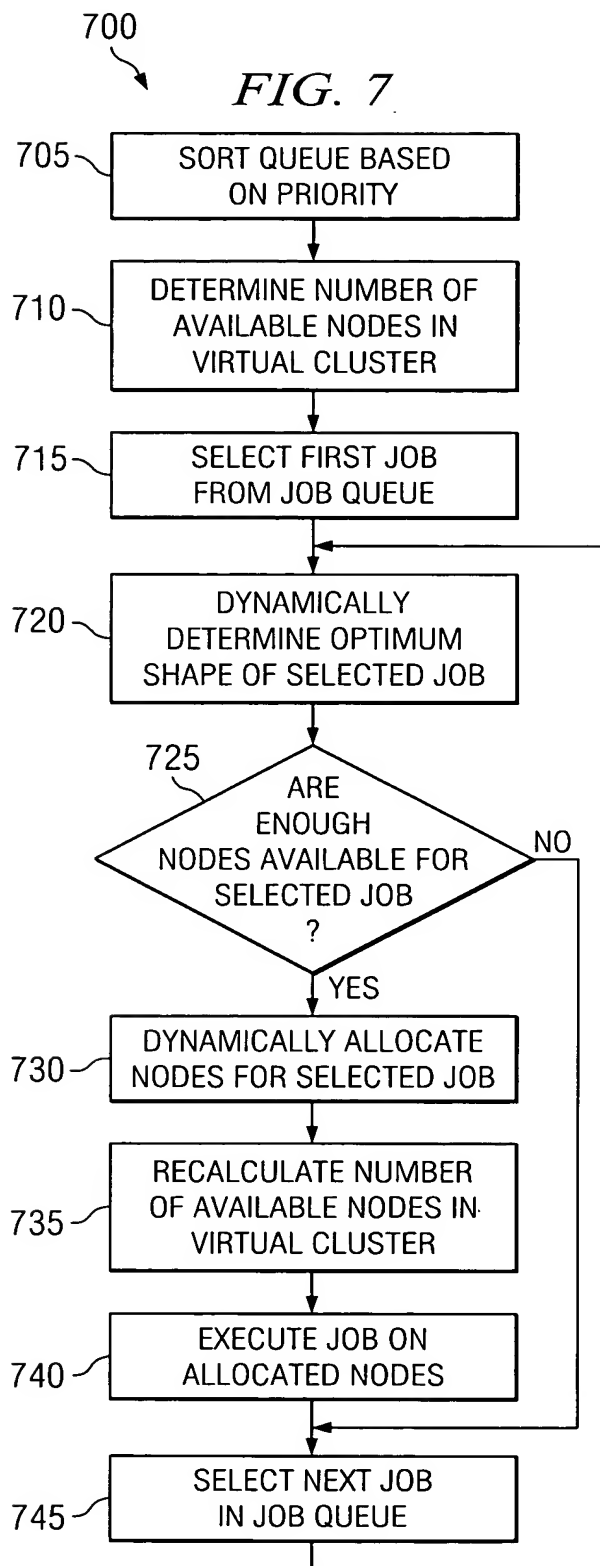 700
FIG. 7
705
SORT QUEUE BASED
ON PRIORITY
710
DETERMINE NUMBER OF
AVAILABLE NODES IN
VIRTUAL CLUSTER
715
SELECT FIRST JOB
FROM JOB QUEUE
720
DYNAMICALLY
DETERMINE OPTIMUM
SHAPE OF SELECTED JOB
725
ARE
ENOUGH
NODES AVAILABLE FOR
SELECTED JOB
?
NO
YES
730
DYNAMICALLY ALLOCATE
NODES FOR SELECTED JOB
735
RECALCULATE NUMBER
OF AVAILABLE NODES IN
VIRTUAL CLUSTER
740
EXECUTE JOB ON
ALLOCATED NODES
745
SELECT NEXT JOB
IN JOB QUEUE